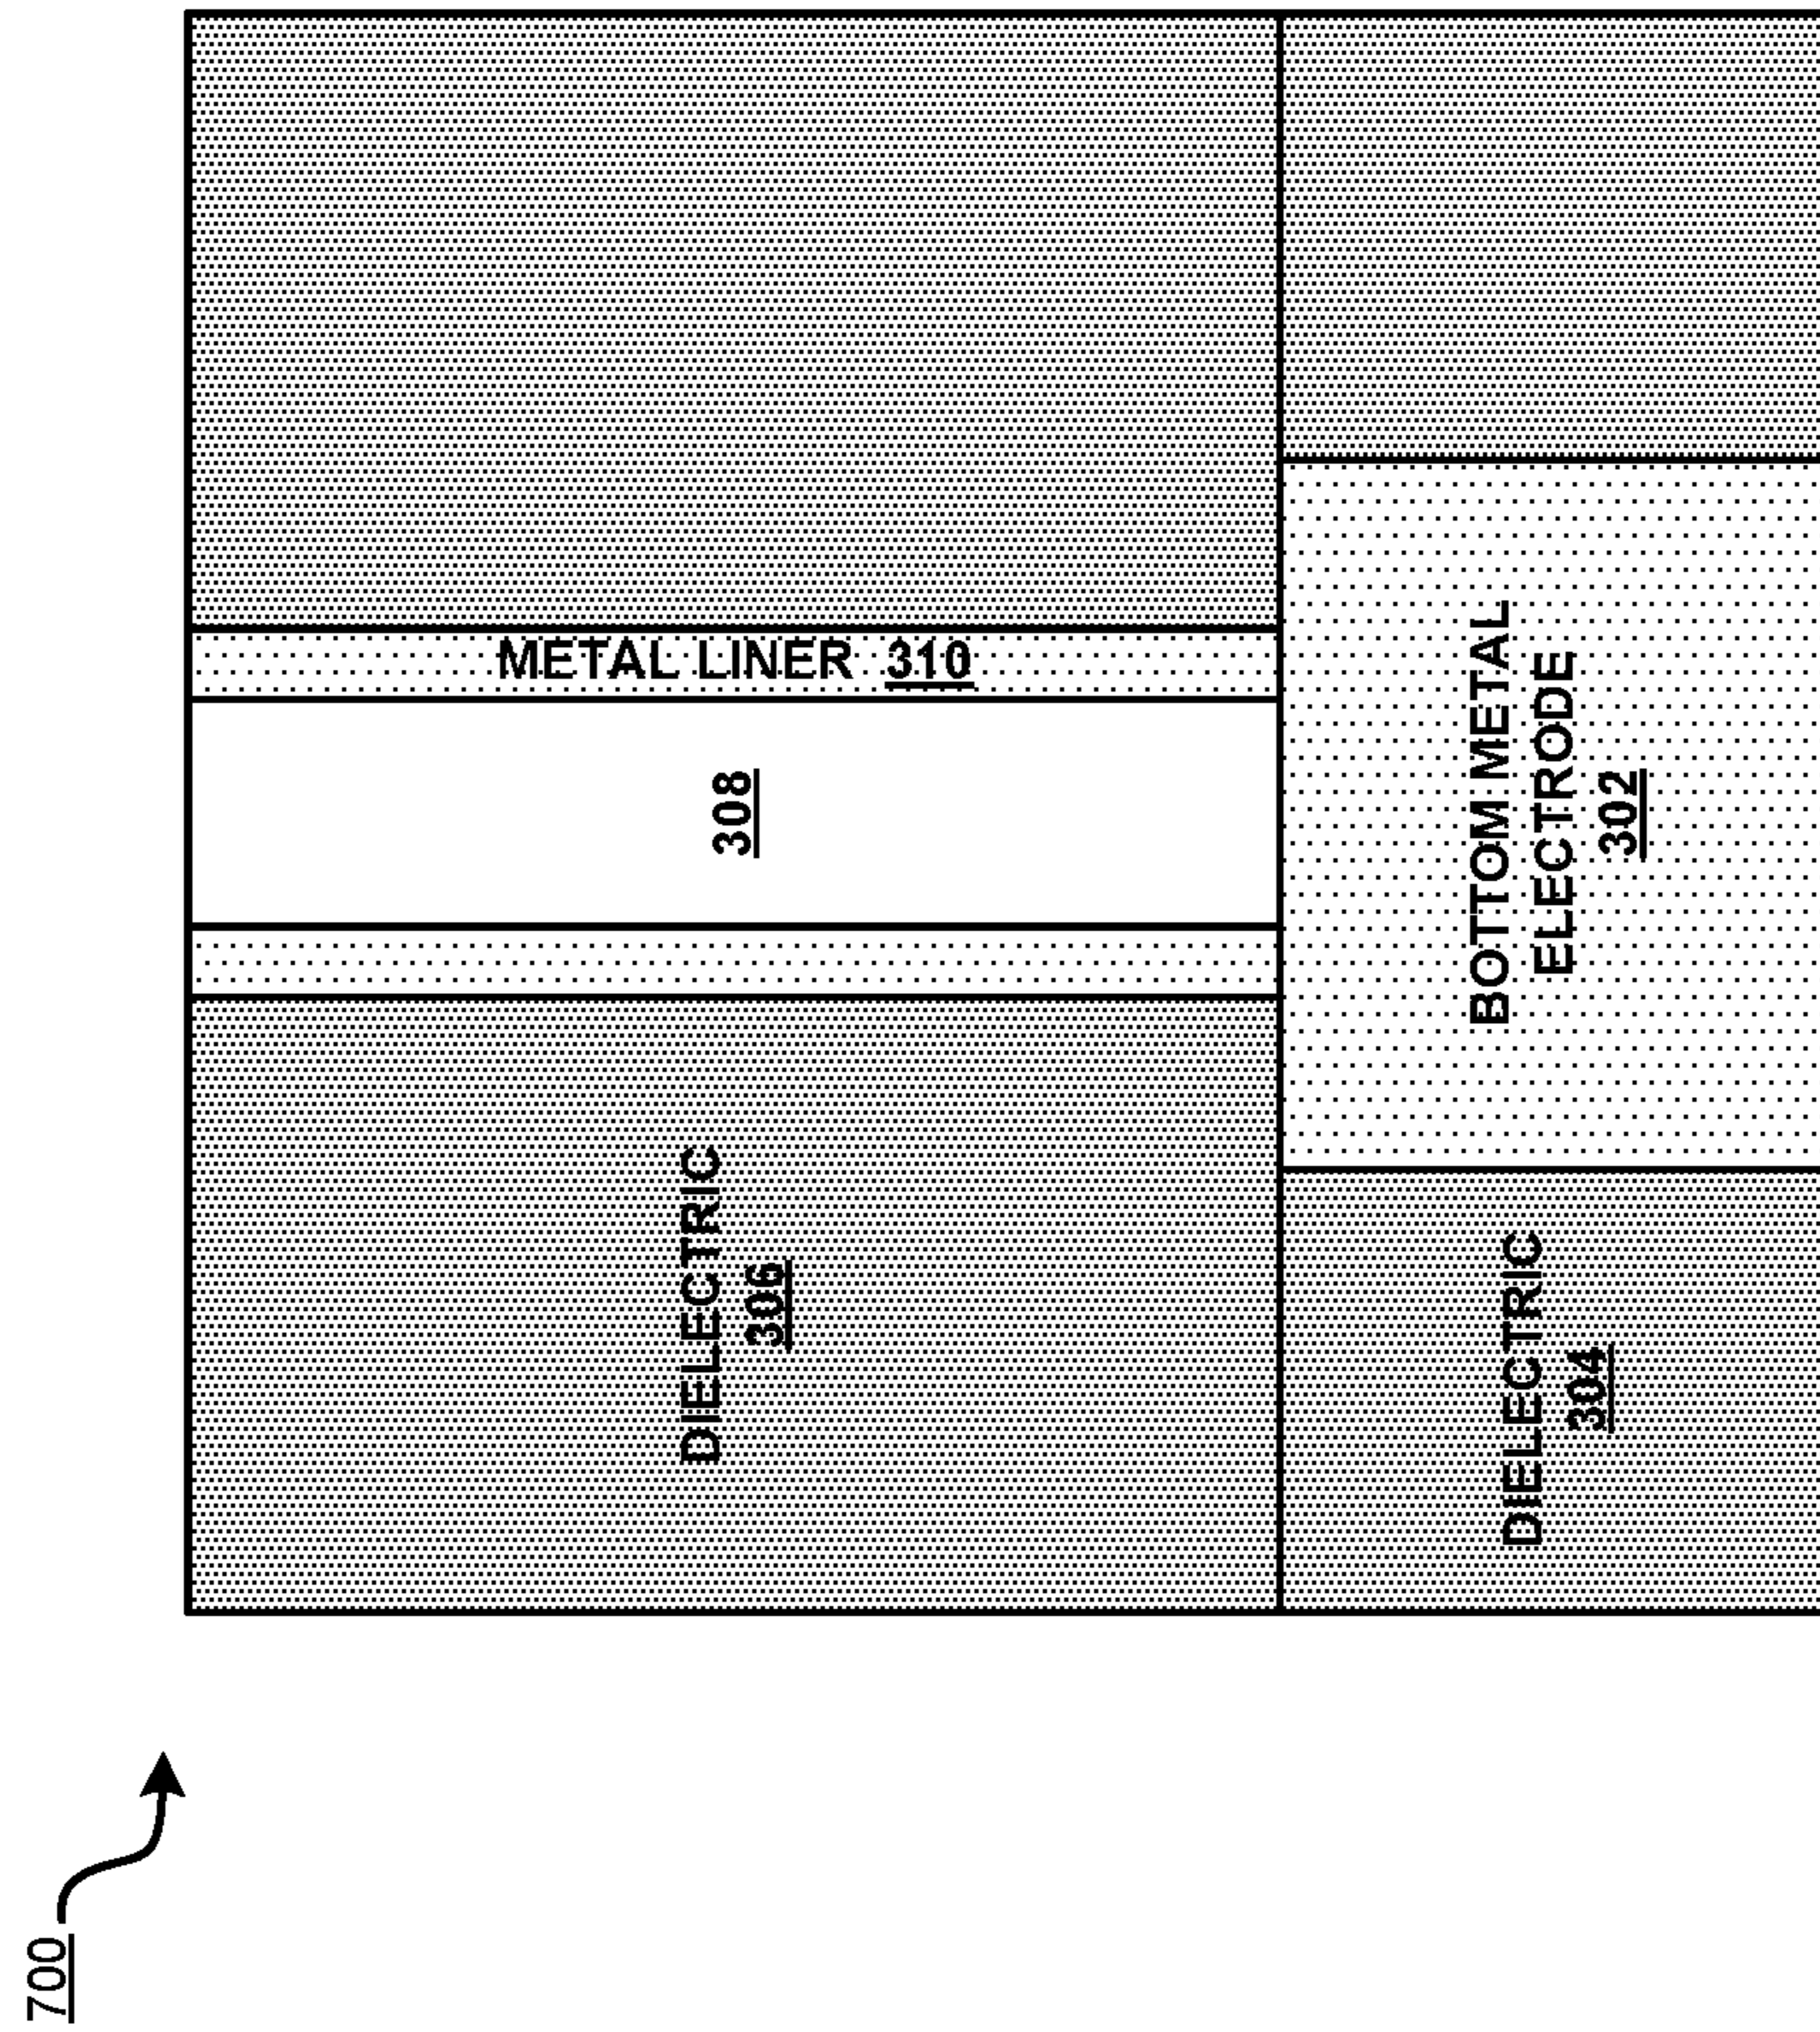 700
DIELECTRIC
306
308
METAL LINER 310
DIELECTRIC
304
BOTTOM METAL
ELECTRODE
302